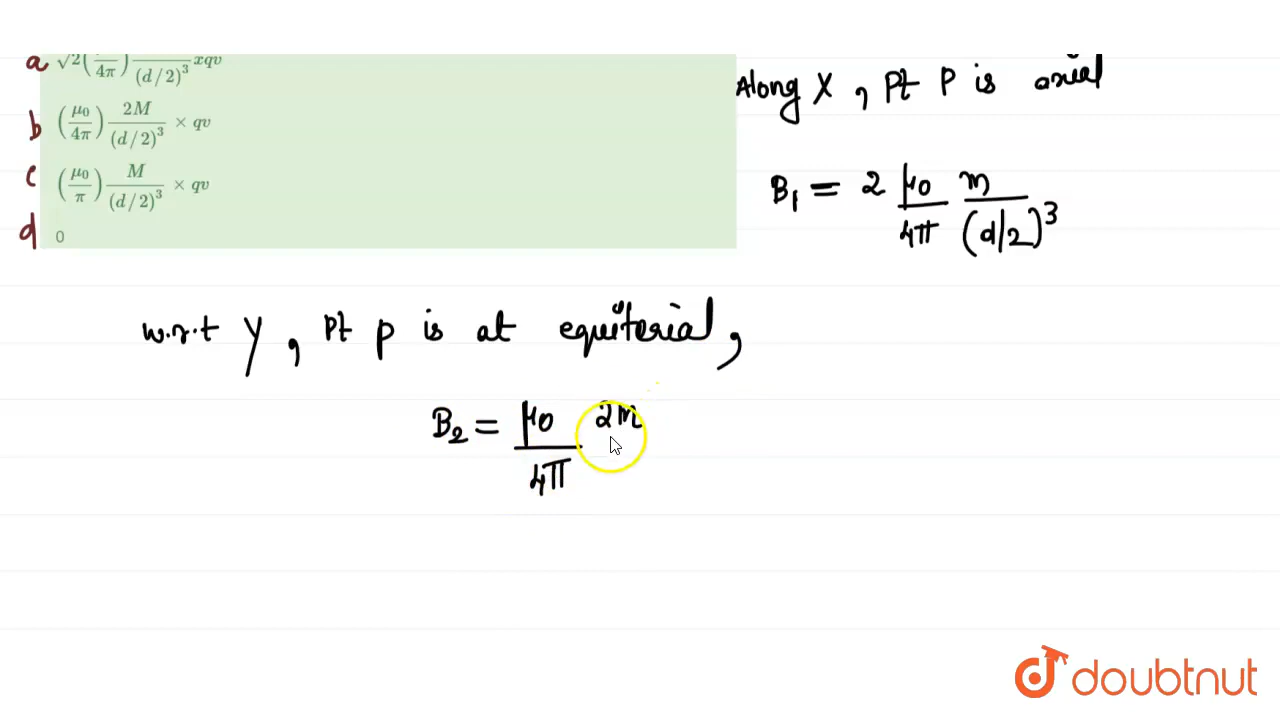 a √2( 4π ) (d/2)³ xqv
b (μ₀/4π) 2M/(d/2)³ × qv
c (μ₀/π) M/(d/2)³ × qv
d 0
Along X, Pt P is axial
B₁ = 2 μ₀/4π m/(d/2)³
w.r.t Y, Pt P is at equiterial,
B₂ = μ₀/4π 2m
doubtnut